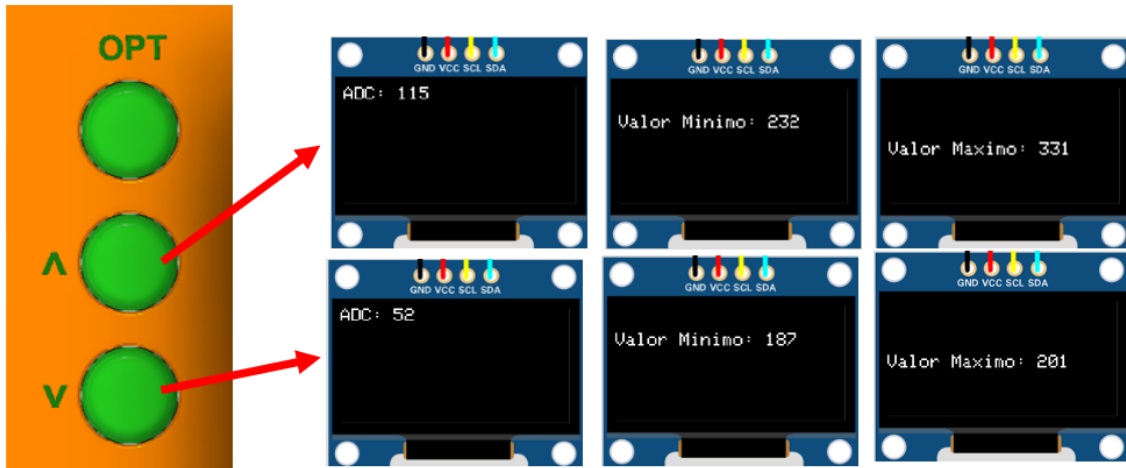 OPT
Λ
V
GND VCC SCL SDA
ADC: 115
GND VCC SCL SDA
Valor Minimo: 232
GND VCC SCL SDA
Valor Maximo: 331
GND VCC SCL SDA
ADC: 52
GND VCC SCL SDA
Valor Minimo: 187
GND VCC SCL SDA
Valor Maximo: 201